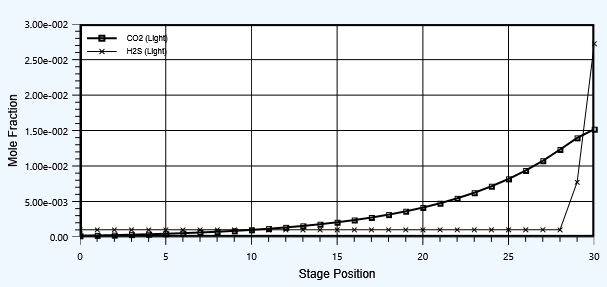 3.00e-002
CO2 (Light)
H2S (Light)
2.50e-002
2.00e-002
1.50e-002
1.00e-002
5.00e-003
0.00
Mole Fraction
0 5 10 15 20 25 30
Stage Position